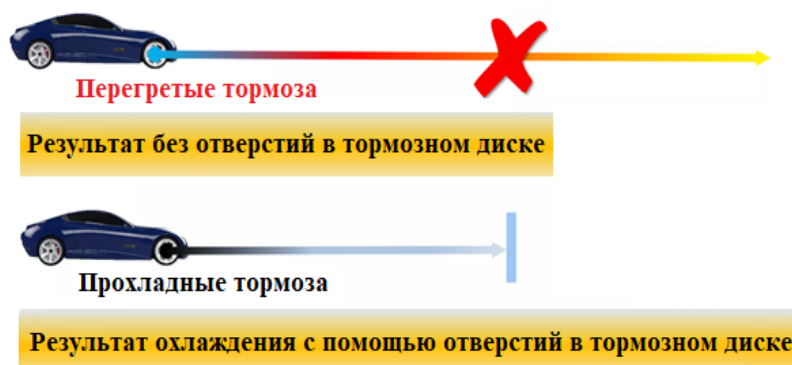 Перегретые тормоза
Результат без отверстий в тормозном диске
Прохладные тормоза
Результат охлаждения с помощью отверстий в тормозном диске